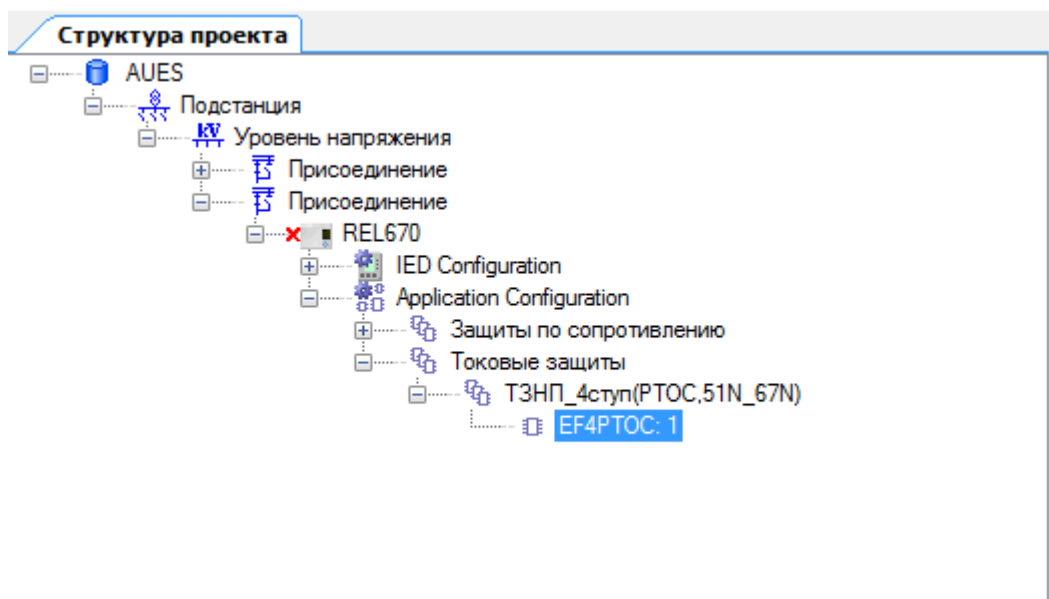 Структура проекта
AUES
Подстанция
kV Уровень напряжения
Присоединение
Присоединение
REL670
IED Configuration
Application Configuration
Защиты по сопротивлению
Токовые защиты
ТЗНП_4ступ(PTOC,51N_67N)
EF4PTOC: 1